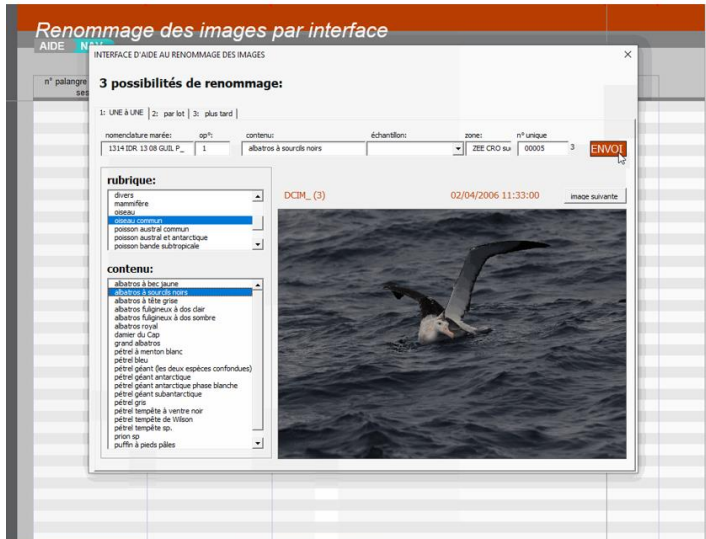 Renommage des images par interface
AIDE
n° palangre
INTERFACE D'AIDE AU RENOMMAGE DES IMAGES
3 possibilités de renommage:
1: UNE à UNE 2: par lot 3: plus tard
nomenclature marée: op°: contenu: échantillon: zone: n° unique
1314 IDR 13 08 GUIL P_ 1 albatros à sourcils noirs ZEE CRO su 00005 3 ENVOI
rubrique:
divers
mammifère
oiseau
oiseau commun
poisson austral commun
poisson austral et antarctique
poisson bande subtropicale
DCIM_ (3) 02/04/2006 11:33:00 image suivante
contenu:
albatros à bec jaune
albatros à sourcils noirs
albatros à tête grise
albatros fuligineux à dos clair
albatros fuligineux à dos sombre
albatros royal
damier du Cap
grand albatros
pétrel à menton blanc
pétrel bleu
pétrel géant (les deux espèces confondues)
pétrel géant antarctique
pétrel géant antarctique phase blanche
pétrel géant subantarctique
pétrel gris
pétrel tempête à ventre noir
pétrel tempête de Wilson
pétrel tempête sp.
prion sp
puffin à pieds pâles